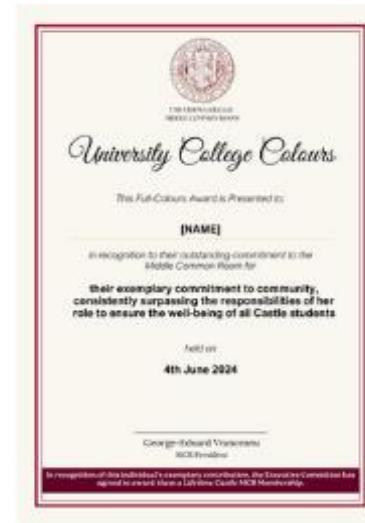 MIDDLE COMMON ROOM
University College Colours
This Full-Colours Award is Presented to:
[NAME]
in recognition to their outstanding commitment to the
Middle Common Room for
their exemplary commitment to community,
consistently surpassing the responsibilities of her
role to ensure the well-being of all Castle students
held on
4th June 2024
MCR President
In recognition of this individual's exemplary contribution, the Executive Committee has
agreed to award them a Lifetime Castle MCR Membership.